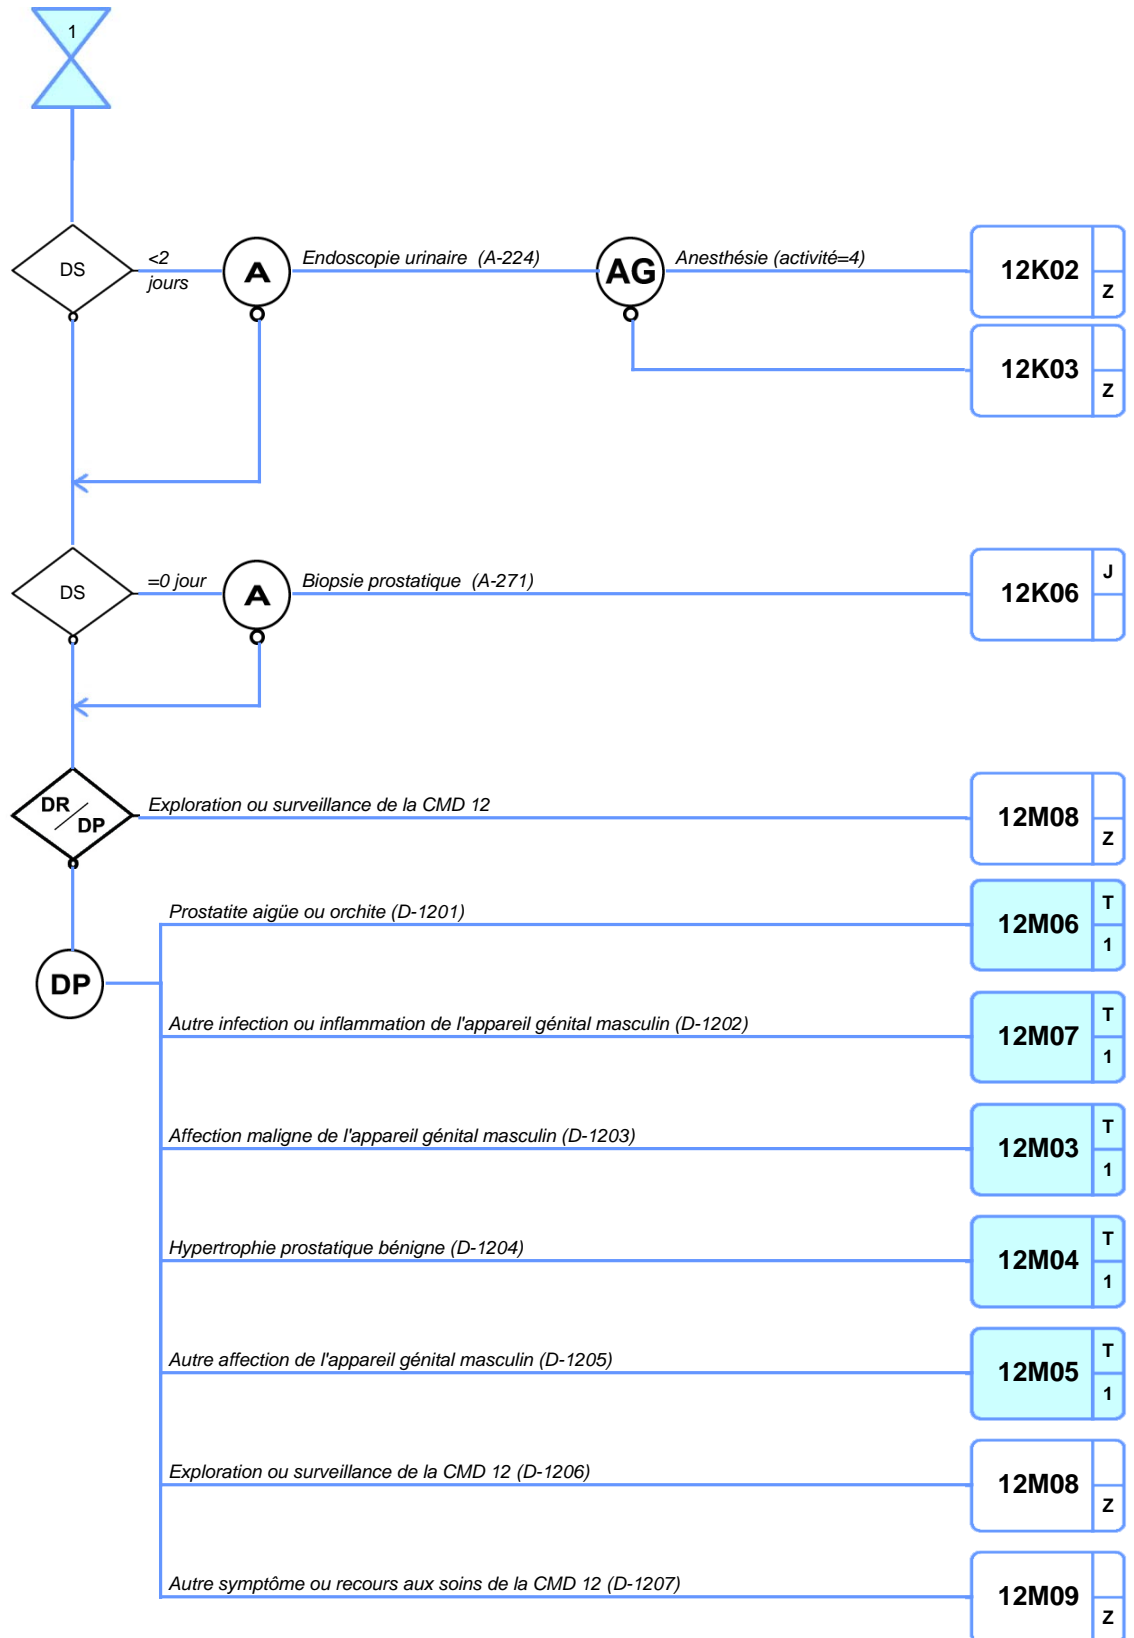 1
DS
<2
jours
A
Endoscopie urinaire (A-224)
AG
Anesthésie (activité=4)
12K02
Z
12K03
Z
DS
=0 jour
A
Biopsie prostatique (A-271)
12K06
J
DR
DP
Exploration ou surveillance de la CMD 12
12M08
Z
DP
Prostatite aigüe ou orchite (D-1201)
12M06
T
1
Autre infection ou inflammation de l'appareil génital masculin (D-1202)
12M07
T
1
Affection maligne de l'appareil génital masculin (D-1203)
12M03
T
1
Hypertrophie prostatique bénigne (D-1204)
12M04
T
1
Autre affection de l'appareil génital masculin (D-1205)
12M05
T
1
Exploration ou surveillance de la CMD 12 (D-1206)
12M08
Z
Autre symptôme ou recours aux soins de la CMD 12 (D-1207)
12M09
Z